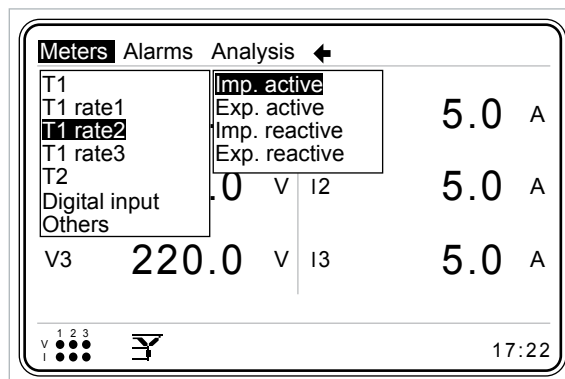 Meters Alarms Analysis
T1
T1 rate1
T1 rate2
T1 rate3
T2
Digital input
Others
Imp. active
Exp. active
Imp. reactive
Exp. reactive
5.0 A
.0 V I2 5.0 A
V3 220.0 V I3 5.0 A
1 2 3
V
I
17:22